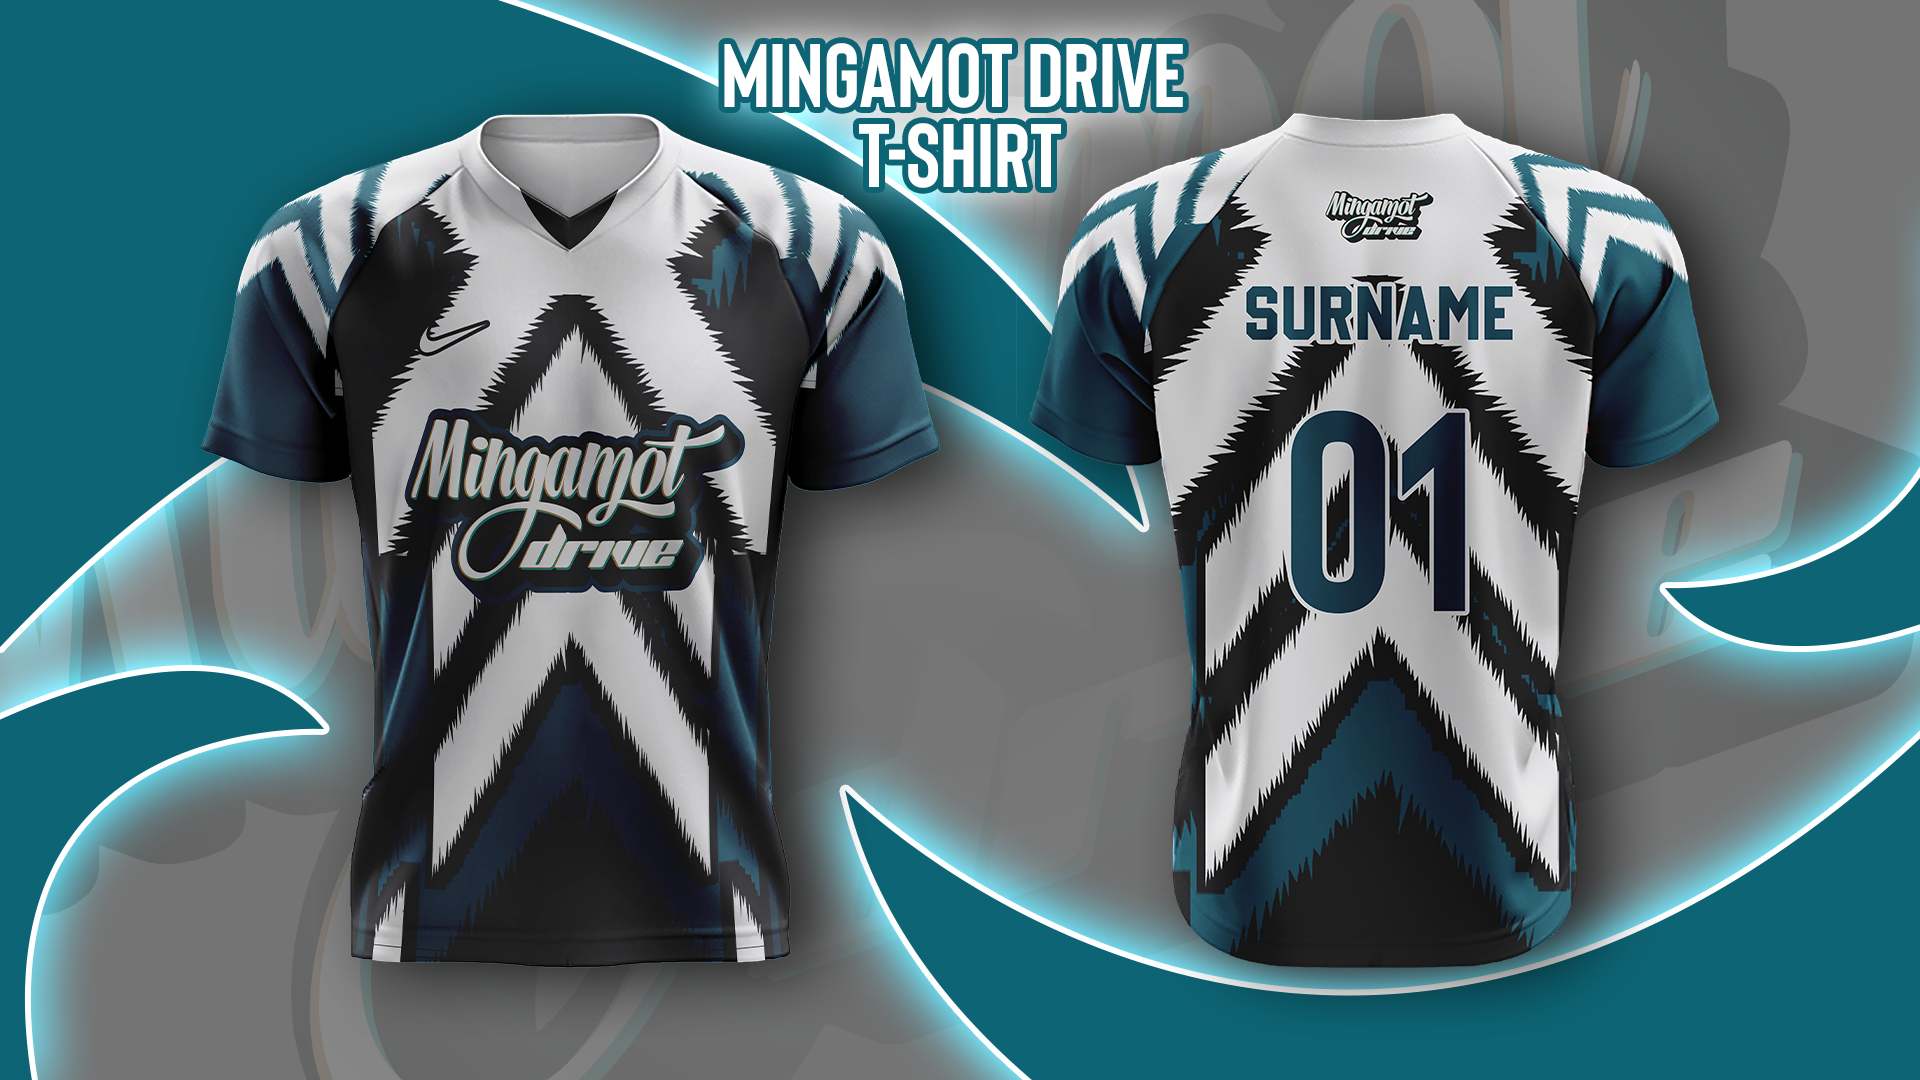 MINGAMOT DRIVE
T-SHIRT
Mingamot
drive
Mingamot
drive
SURNAME
01